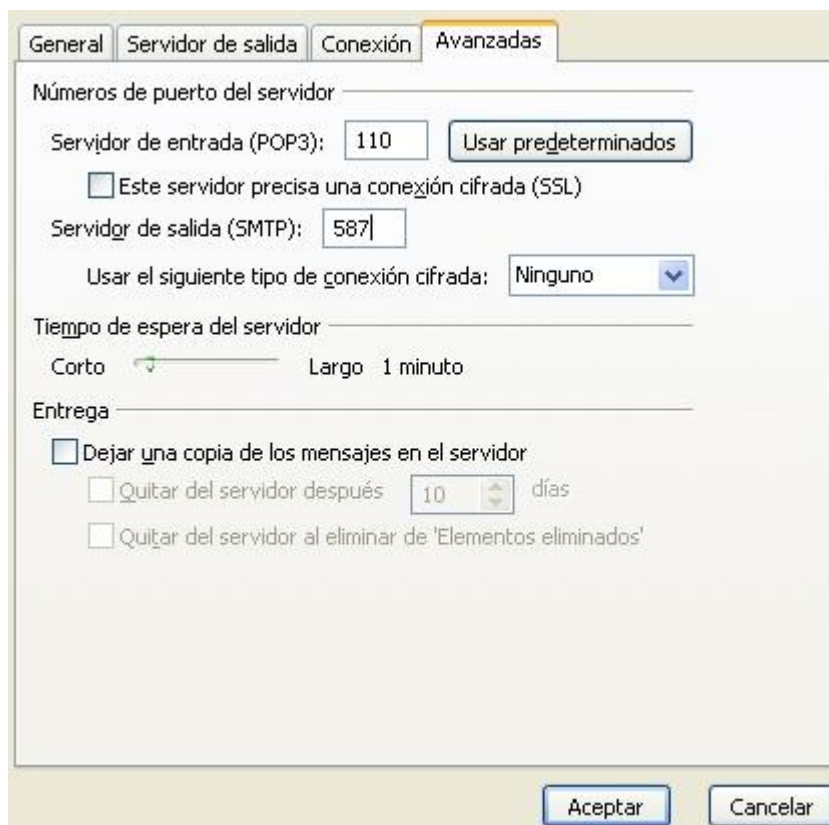 General Servidor de salida Conexión Avanzadas
Números de puerto del servidor
Servidor de entrada (POP3): 110 Usar predeterminados
Este servidor precisa una conexión cifrada (SSL)
Servidor de salida (SMTP): 587
Usar el siguiente tipo de conexión cifrada: Ninguno
Tiempo de espera del servidor
Corto Largo 1 minuto
Entrega
Dejar una copia de los mensajes en el servidor
Quitar del servidor después 10 días
Quitar del servidor al eliminar de 'Elementos eliminados'
Aceptar Cancelar